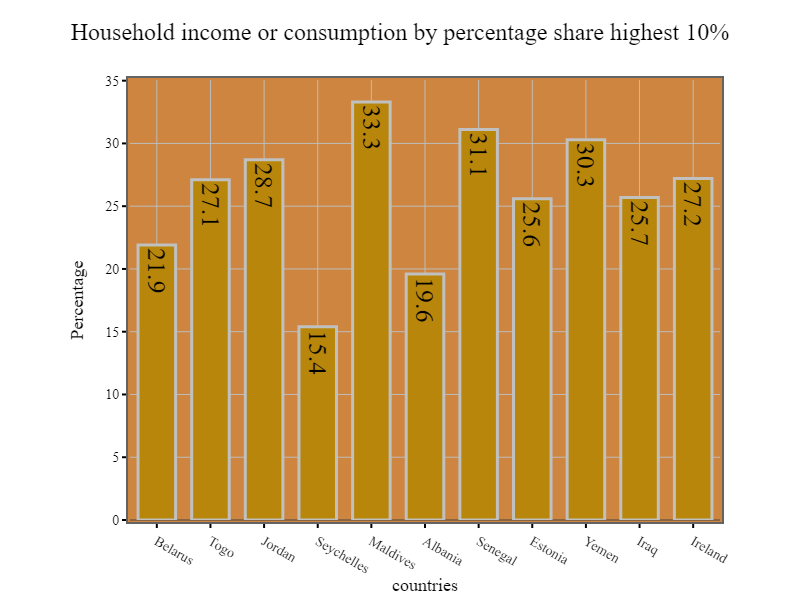 Household income or consumption by percentage share highest 10%
Percentage
35
30
25
20
15
10
5
0
21.9
27.1
28.7
15.4
33.3
19.6
31.1
25.6
30.3
25.7
27.2
Belarus
Togo
Jordan
Seychelles
Maldives
Albania
Senegal
Estonia
Yemen
Iraq
Ireland
countries